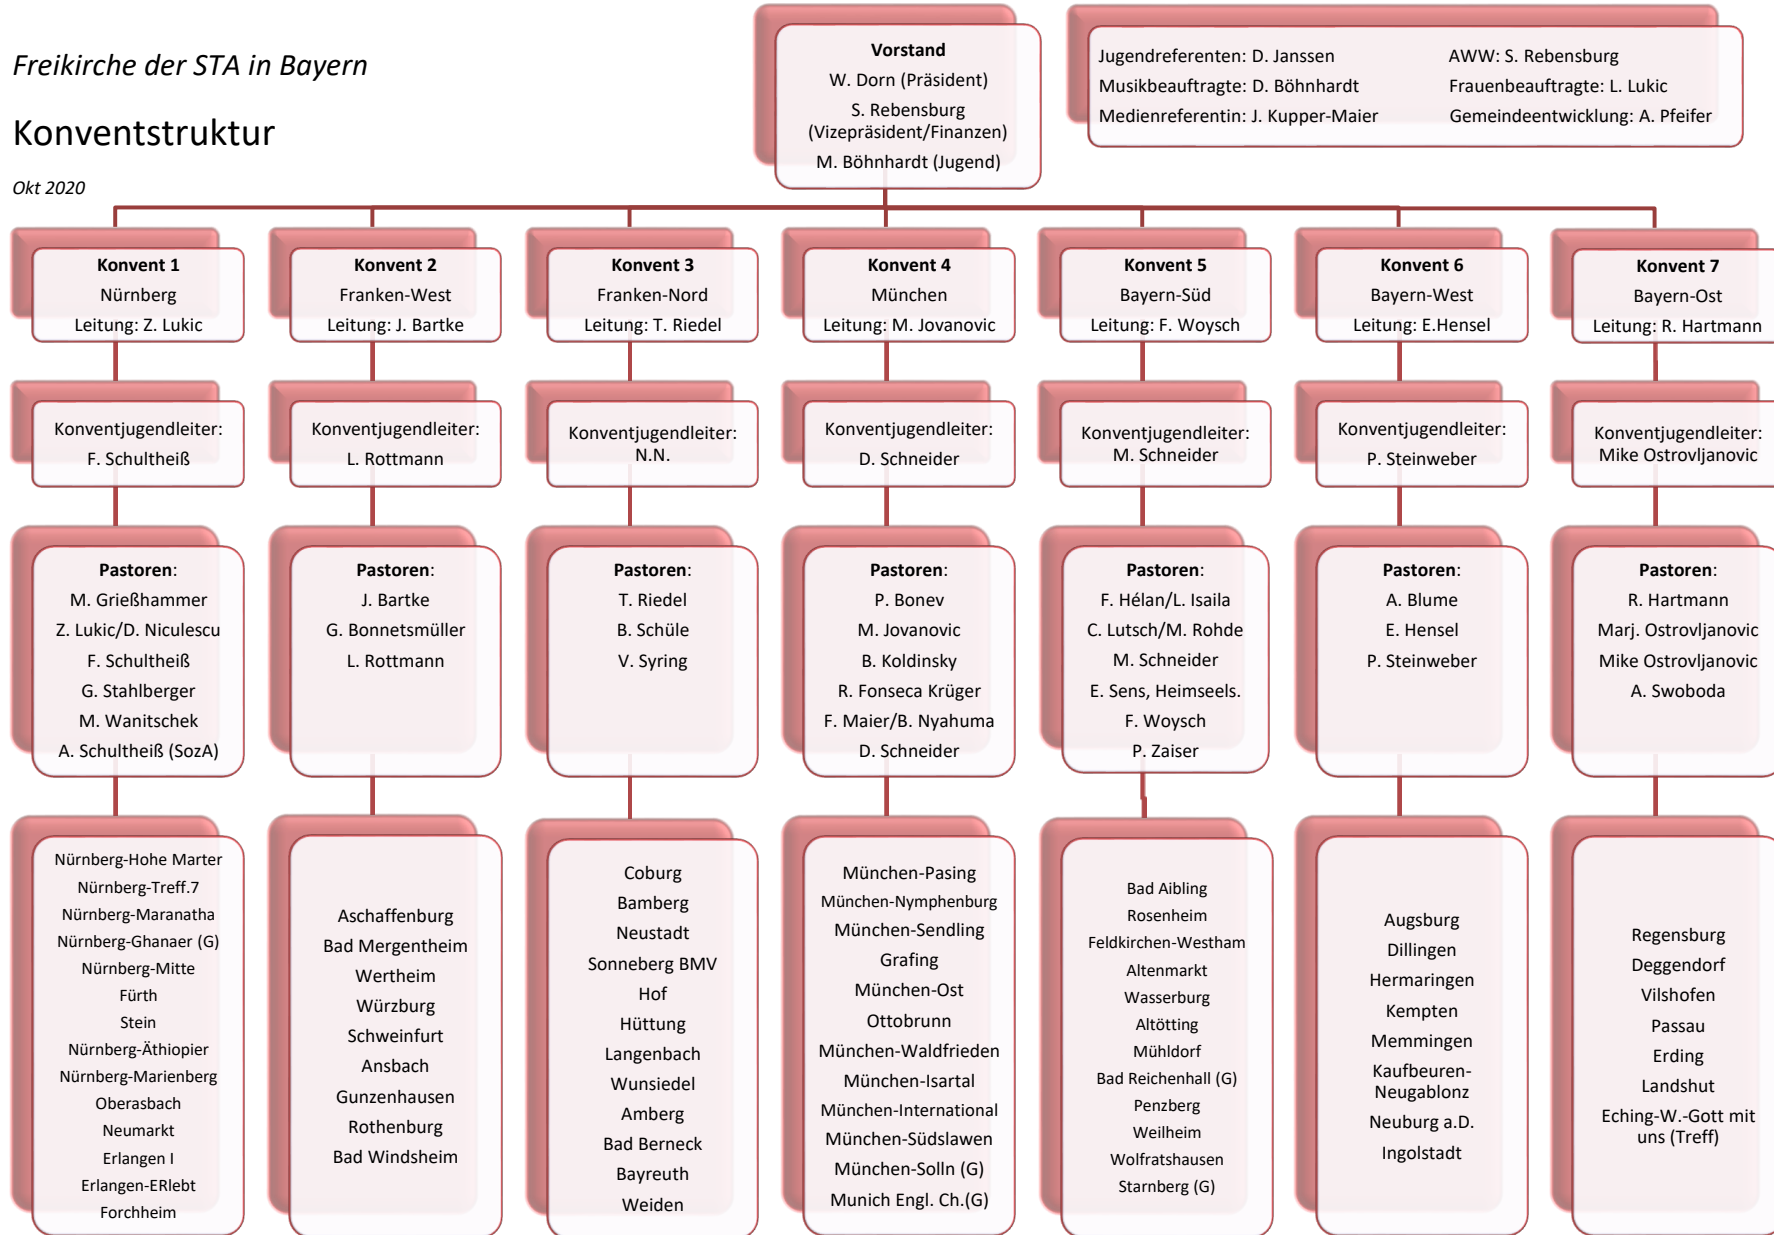 Freikirche der STA in Bayern
Konventstruktur
Okt 2020
Vorstand
W. Dorn (Präsident)
S. Rebensburg
(Vizepräsident/Finanzen)
M. Böhnhardt (Jugend)
Jugendreferenten: D. Janssen
Musikbeauftragte: D. Böhnhardt
Medienreferentin: J. Kupper-Maier
AWW: S. Rebensburg
Frauenbeauftragte: L. Lukic
Gemeindeentwicklung: A. Pfeifer
Konvent 1
Nürnberg
Leitung: Z. Lukic
Konventjugendleiter:
F. Schultheiß
Pastoren:
M. Grießhammer
Z. Lukic/D. Niculescu
F. Schultheiß
G. Stahlberger
M. Wanitschek
A. Schultheiß (SozA)
Nürnberg-Hohe Marter
Nürnberg-Treff.7
Nürnberg-Maranatha
Nürnberg-Ghanaer (G)
Nürnberg-Mitte
Fürth
Stein
Nürnberg-Äthiopier
Nürnberg-Marienberg
Oberasbach
Neumarkt
Erlangen I
Erlangen-ERlebt
Forchheim
Konvent 2
Franken-West
Leitung: J. Bartke
Konventjugendleiter:
L. Rottmann
Pastoren:
J. Bartke
G. Bonnetsmüller
L. Rottmann
Aschaffenburg
Bad Mergentheim
Wertheim
Würzburg
Schweinfurt
Ansbach
Gunzenhausen
Rothenburg
Bad Windsheim
Konvent 3
Franken-Nord
Leitung: T. Riedel
Konventjugendleiter:
N.N.
Pastoren:
T. Riedel
B. Schüle
V. Syring
Coburg
Bamberg
Neustadt
Sonneberg BMV
Hof
Hüttung
Langenbach
Wunsiedel
Amberg
Bad Berneck
Bayreuth
Weiden
Konvent 4
München
Leitung: M. Jovanovic
Konventjugendleiter:
D. Schneider
Pastoren:
P. Bonev
M. Jovanovic
B. Koldinsky
R. Fonseca Krüger
F. Maier/B. Nyahuma
D. Schneider
München-Pasing
München-Nymphenburg
München-Sendling
Grafing
München-Ost
Ottobrunn
München-Waldfrieden
München-Isartal
München-International
München-Südslawen
München-Solln (G)
Munich Engl. Ch.(G)
Konvent 5
Bayern-Süd
Leitung: F. Woysch
Konventjugendleiter:
M. Schneider
Pastoren:
F. Hélan/L. Isaila
C. Lutsch/M. Rohde
M. Schneider
E. Sens, Heimseels.
F. Woysch
P. Zaiser
Bad Aibling
Rosenheim
Feldkirchen-Westham
Altenmarkt
Wasserburg
Altötting
Mühldorf
Bad Reichenhall (G)
Penzberg
Weilheim
Wolfratshausen
Starnberg (G)
Konvent 6
Bayern-West
Leitung: E.Hensel
Konventjugendleiter:
P. Steinweber
Pastoren:
A. Blume
E. Hensel
P. Steinweber
Augsburg
Dillingen
Hermaringen
Kempten
Memmingen
Kaufbeuren-
Neugablonz
Neuburg a.D.
Ingolstadt
Konvent 7
Bayern-Ost
Leitung: R. Hartmann
Konventjugendleiter:
Mike Ostrovljanovic
Pastoren:
R. Hartmann
Marj. Ostrovljanovic
Mike Ostrovljanovic
A. Swoboda
Regensburg
Deggendorf
Vilshofen
Passau
Erding
Landshut
Eching-W.-Gott mit
uns (Treff)